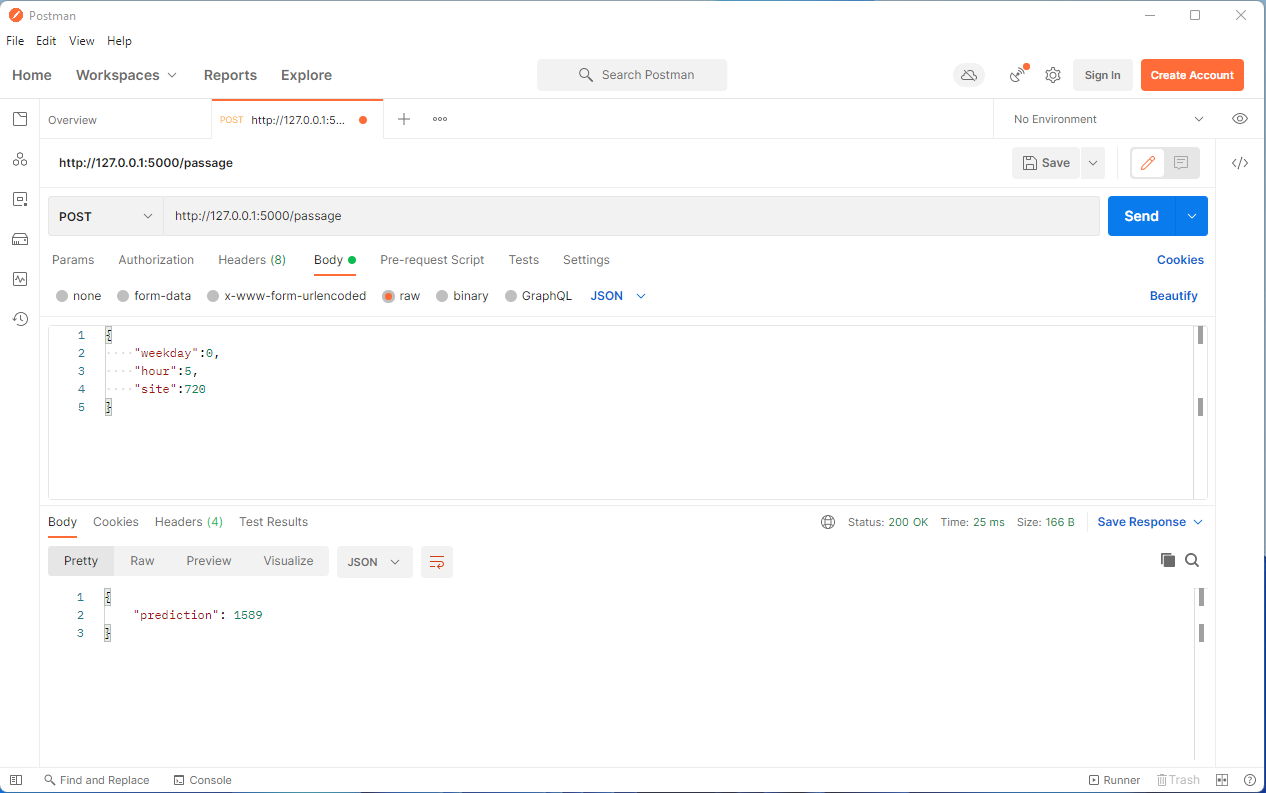 Postman
File Edit View Help
Home Workspaces Reports Explore Search Postman Sign In Create Account
Overview POST http://127.0.0.1:5... No Environment
http://127.0.0.1:5000/passage Save
POST http://127.0.0.1:5000/passage Send
Params Authorization Headers (8) Body Pre-request Script Tests Settings Cookies
none form-data x-www-form-urlencoded raw binary GraphQL JSON Beautify
1 {
2 "weekday":0,
3 "hour":5,
4 "site":720
5 }
Body Cookies Headers (4) Test Results Status: 200 OK Time: 25 ms Size: 166 B Save Response
Pretty Raw Preview Visualize JSON
1 {
2 "prediction": 1589
3 }
Find and Replace Console Runner Trash